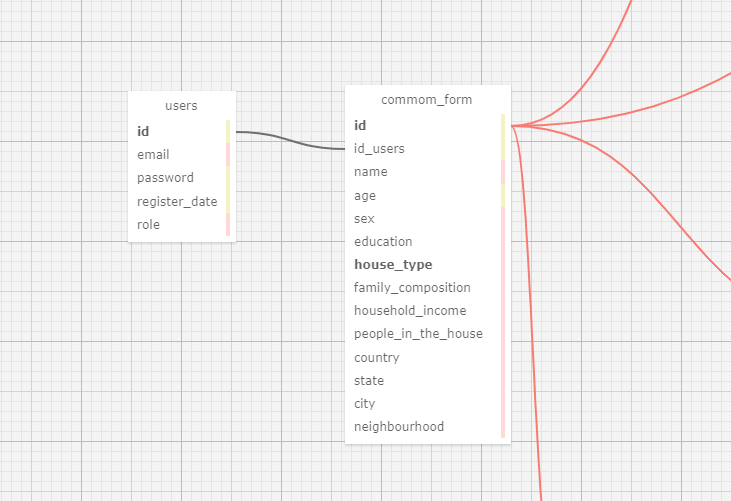 users
id
email
password
register_date
role
commom_form
id
id_users
name
age
sex
education
house_type
family_composition
household_income
people_in_the_house
country
state
city
neighbourhood